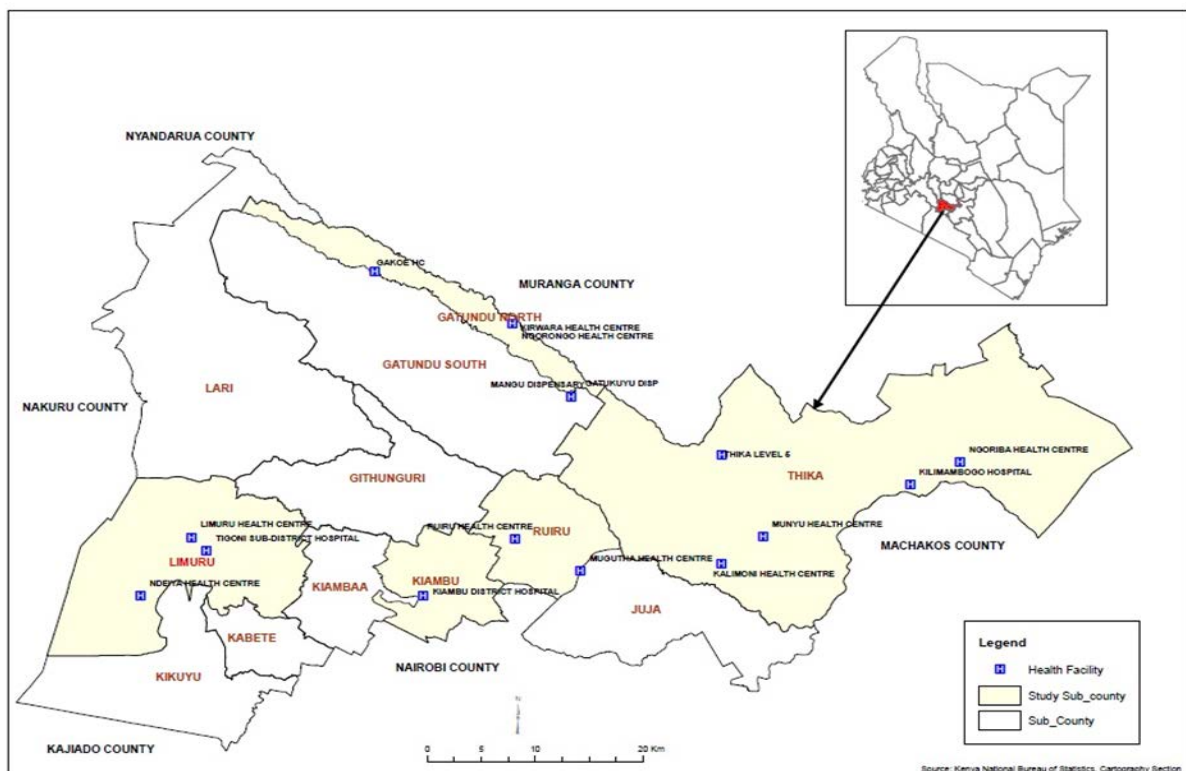 NYANDARUA COUNTY
GAKOE HC
MURANGA COUNTY
GATUNDU NORTH
KIRWARA HEALTH CENTRE
NGORONGO HEALTH CENTRE
GATUNDU SOUTH
MANGU DISPENSARY
GATUKUYU DISP
LARI
NAKURU COUNTY
THIKA LEVEL 5
NGORIBA HEALTH CENTRE
THIKA
KILIMAMBOGO HOSPITAL
GITHUNGURI
LIMURU HEALTH CENTRE
RUIRU HEALTH CENTRE
RUIRU
MUNYU HEALTH CENTRE
TIGONI SUB-DISTRICT HOSPITAL
MACHAKOS COUNTY
LIMURU
MUGUTHA HEALTH CENTRE
KALIMONI HEALTH CENTRE
NDEIYA HEALTH CENTRE
KIAMBAA
KIAMBU
KIAMBU DISTRICT HOSPITAL
JUJA
KABETE
NAIROBI COUNTY
KIKUYU
KAJIADO COUNTY
Legend
H Health Facility
Study Sub_county
Sub_County
0 5 10 20 Km
Source: Kenya National Bureau of Statistics, Cartography Section